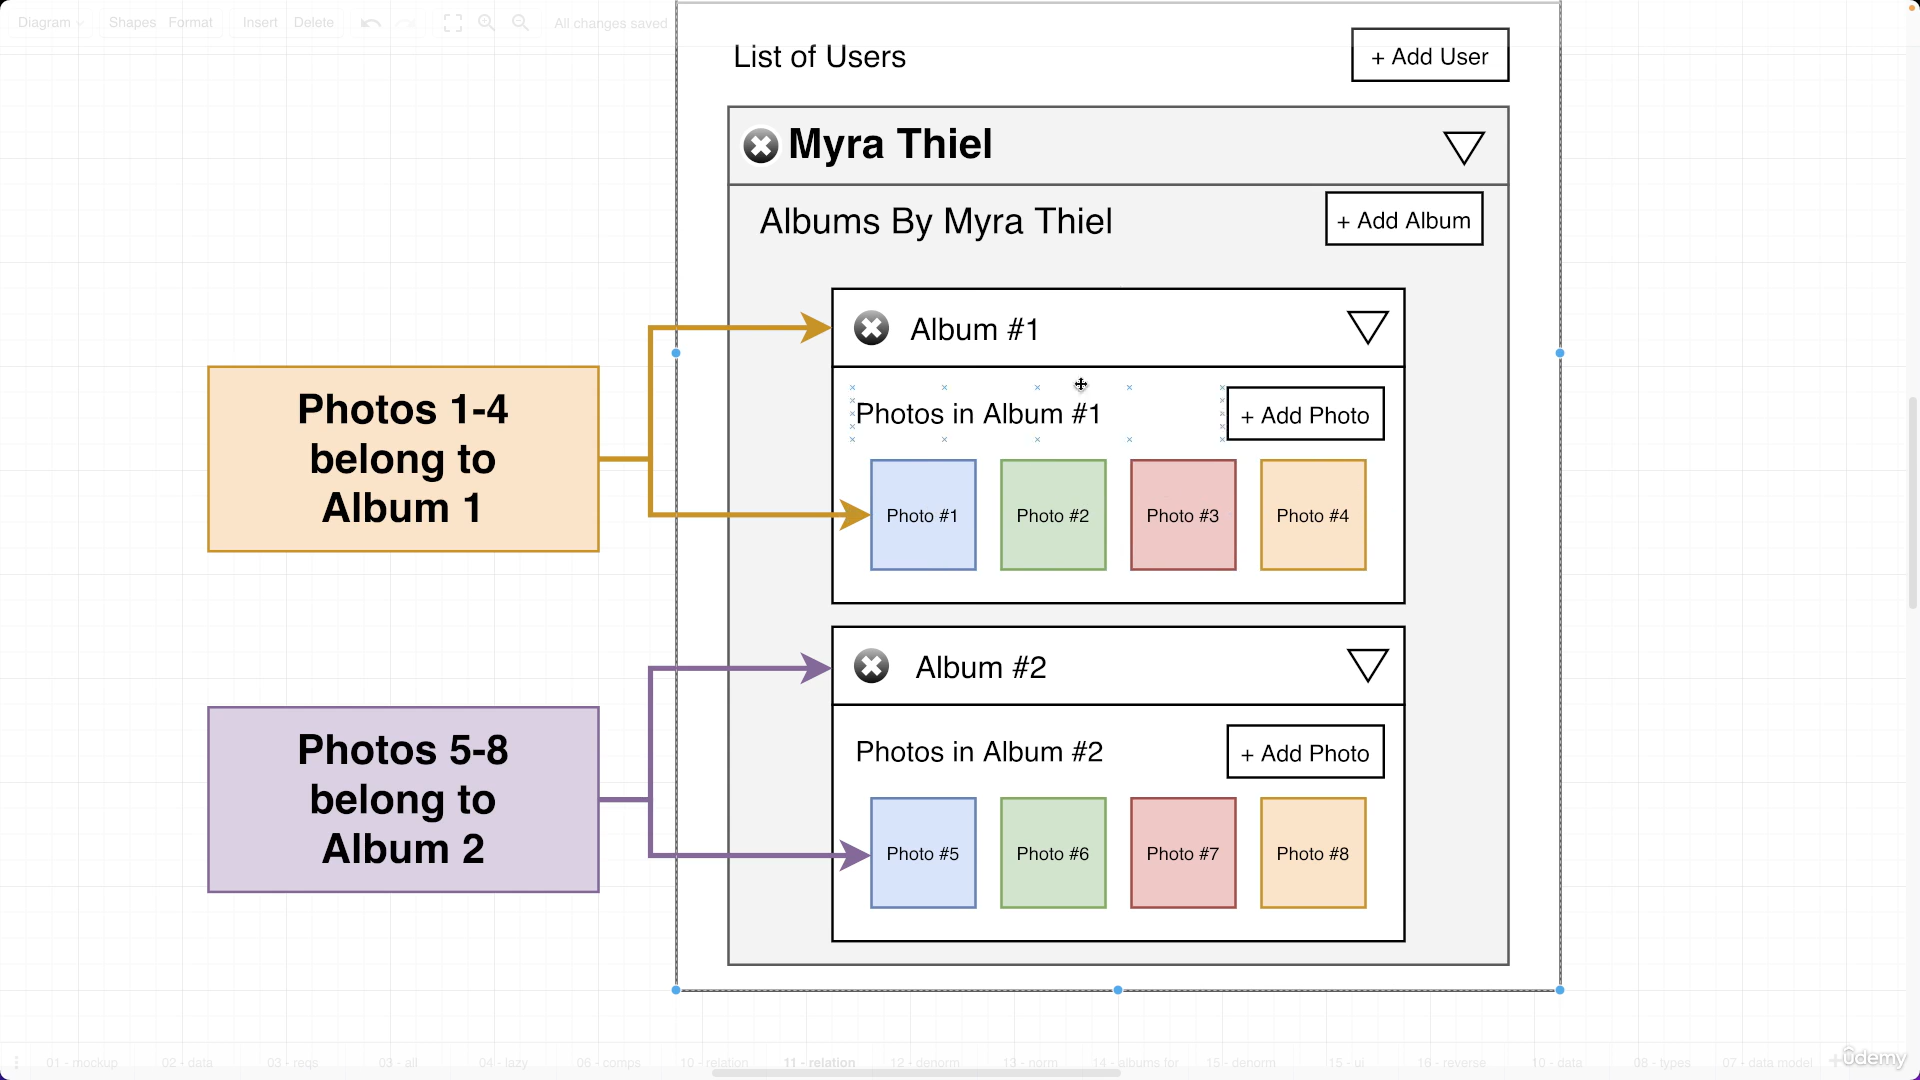 Diagram
Shapes
Format
Insert
Delete
All changes saved
List of Users
+ Add User
Myra Thiel
Albums By Myra Thiel
+ Add Album
Album #1
Photos in Album #1
+ Add Photo
Photo #1
Photo #2
Photo #3
Photo #4
Photos 1-4
belong to
Album 1
Album #2
Photos in Album #2
+ Add Photo
Photo #5
Photo #6
Photo #7
Photo #8
Photos 5-8
belong to
Album 2
01 - mockup
02 - data
03 - reqs
03 - all
04 - lazy
06 - comps
10 - relation
11 - relation
12 - denorm
13 - norm
14 - albums for
15 - denorm
15 - ui
16 - reverse
10 - data
08 - types
07 - data model
ûdemy